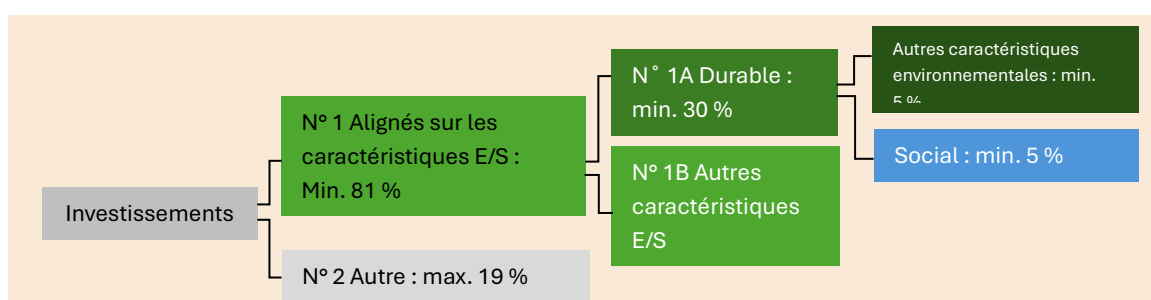 Investissements
N° 1 Alignés sur les
caractéristiques E/S :
Min. 81 %
N° 2 Autre : max. 19 %
N˚ 1A Durable :
min. 30 %
N° 1B Autres
caractéristiques
E/S
Autres caractéristiques
environnementales : min.
5 %
Social : min. 5 %